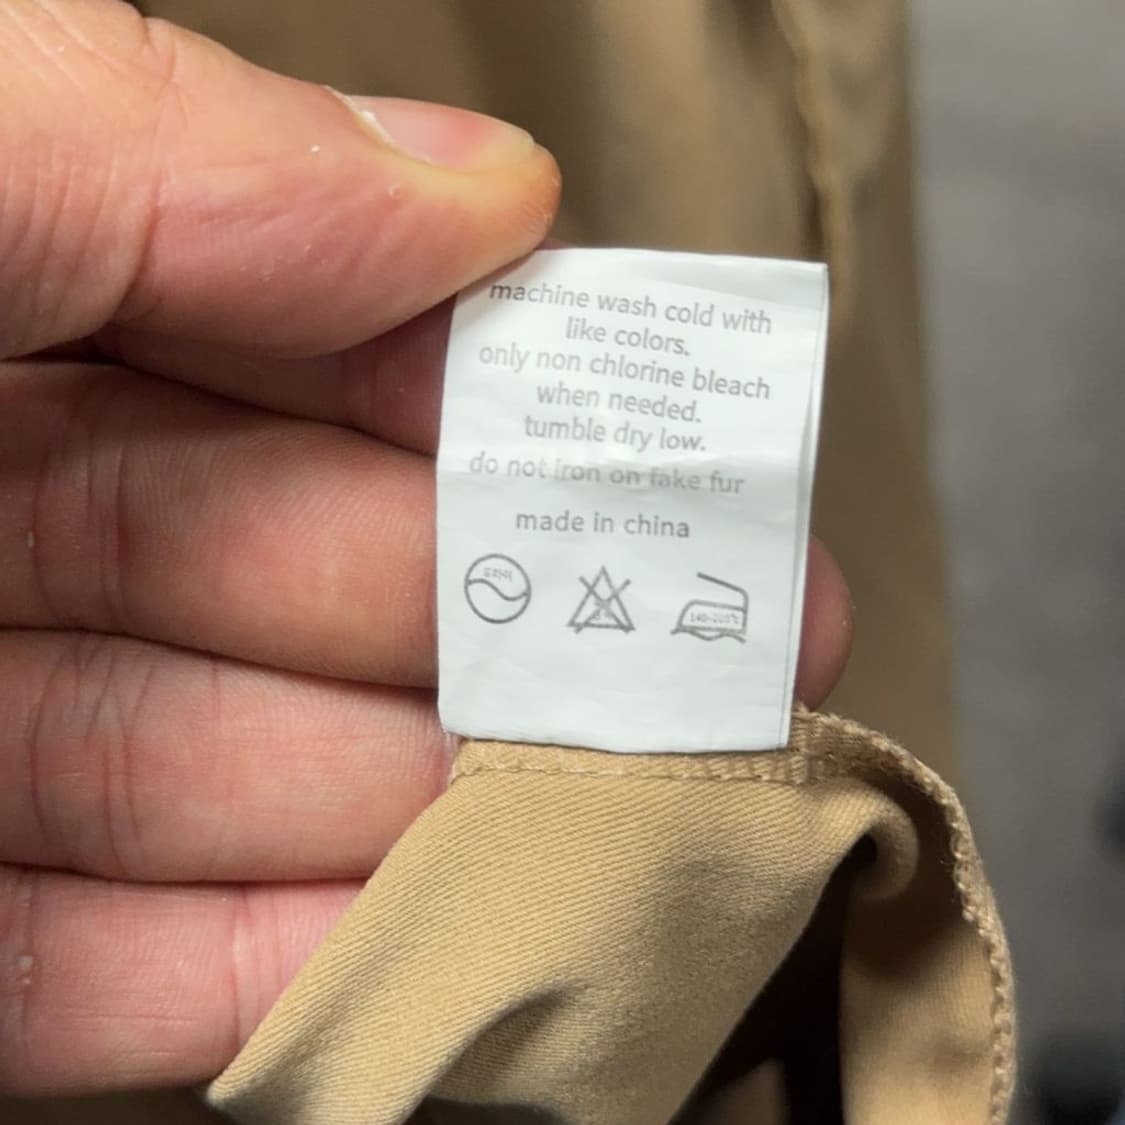 machine wash cold with
like colors.
only non chlorine bleach
when needed.
tumble dry low.
do not iron on fake fur
made in china